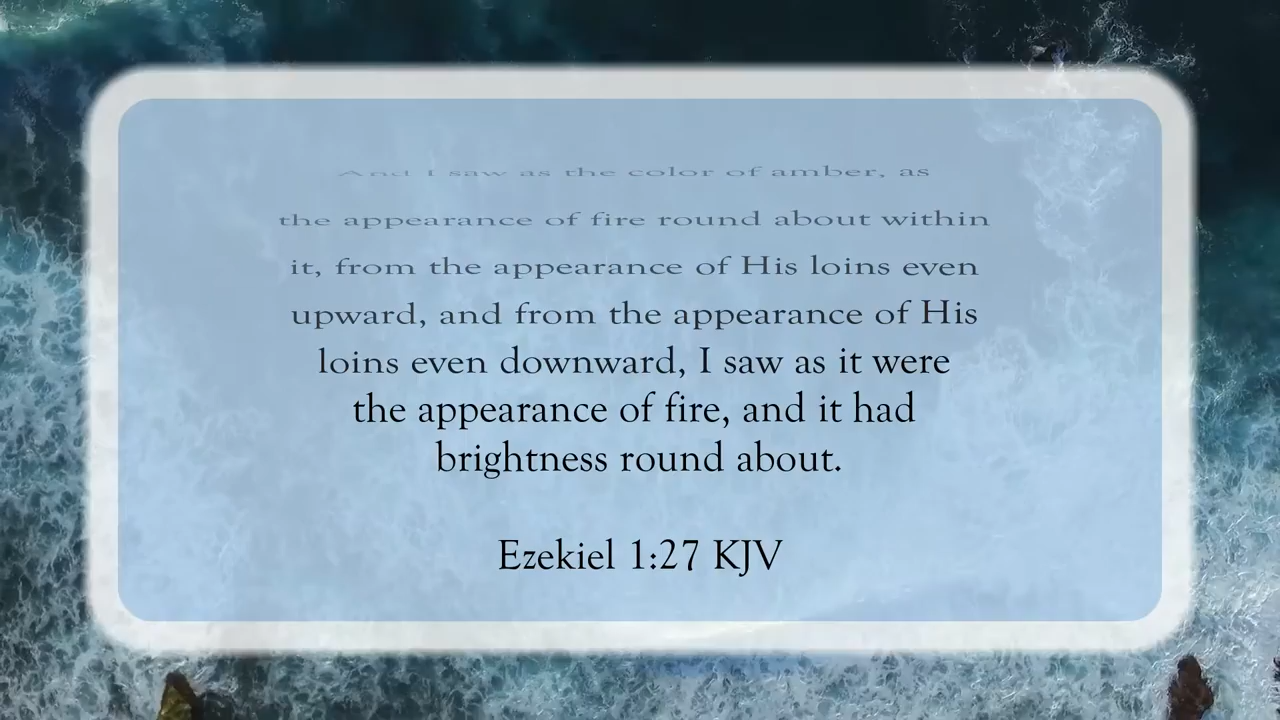 And I saw as the color of amber, as
the appearance of fire round about within
it, from the appearance of His loins even
upward, and from the appearance of His
loins even downward, I saw as it were
the appearance of fire, and it had
brightness round about.
Ezekiel 1:27 KJV